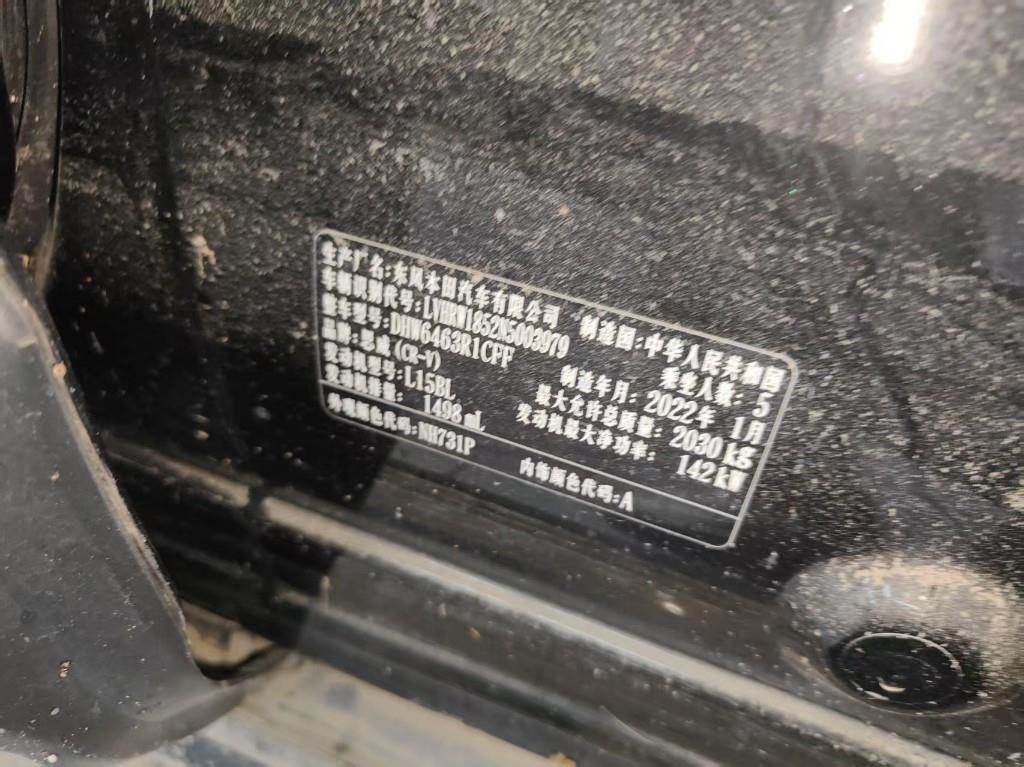 生产厂名:东风本田汽车有限公司 制造国:中华人民共和国
车辆识别代号:LVHRW1852N5003979 乘坐人数: 5
整车型号:DHW6463R1CFF 制造年月: 2022年 1月
品牌:思威(CR-V) 最大允许总质量: 2030 kg
发动机型号:L15BL 发动机最大净功率: 142 kW
发动机排量: 1498 mL
外观颜色代码:NH731P 内饰颜色代码:A